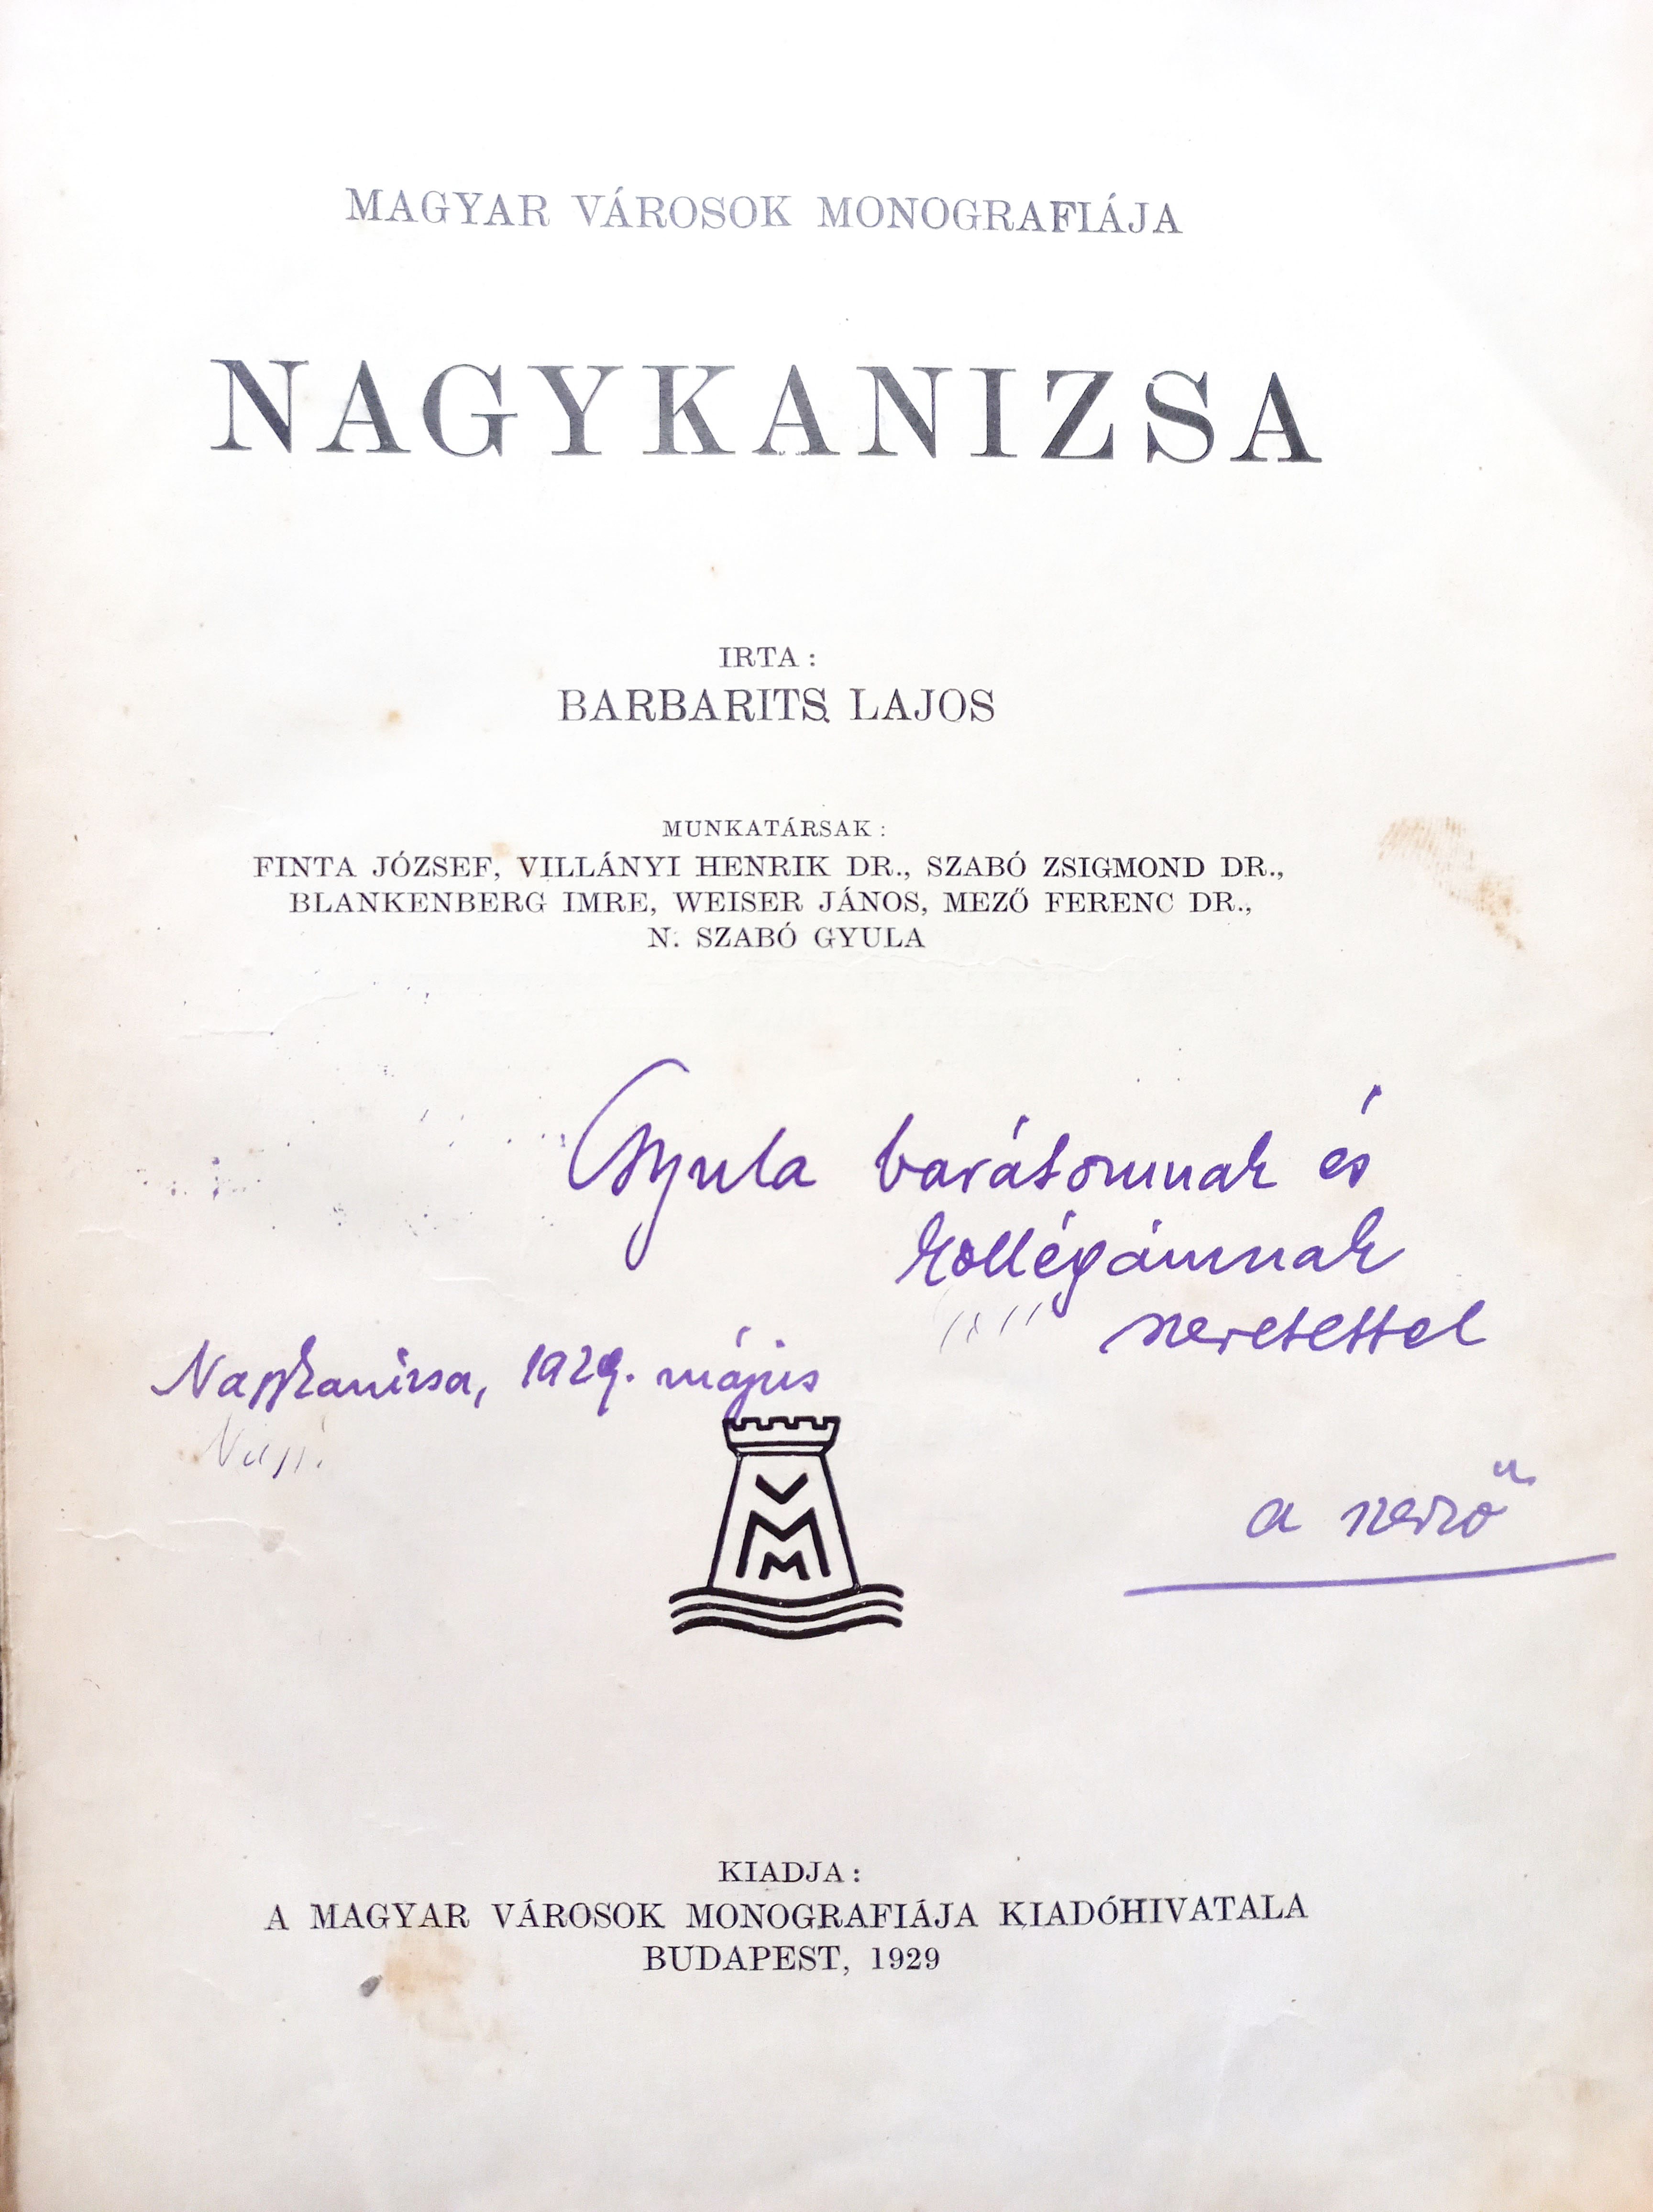 MAGYAR VÁROSOK MONOGRAFIÁJA
NAGYKANIZSA
IRTA :
BARBARITS LAJOS
MUNKATÁRSAK :
FINTA JÓZSEF, VILLÁNYI HENRIK DR., SZABÓ ZSIGMOND DR.,
BLANKENBERG IMRE, WEISER JÁNOS, MEZŐ FERENC DR.,
N. SZABÓ GYULA
Gyula barátomnak és
kollégámnak
szeretettel
Nagykanizsa, 1929. május
a szerző
VMM
KIADJA :
A MAGYAR VÁROSOK MONOGRAFIÁJA KIADÓHIVATALA
BUDAPEST, 1929